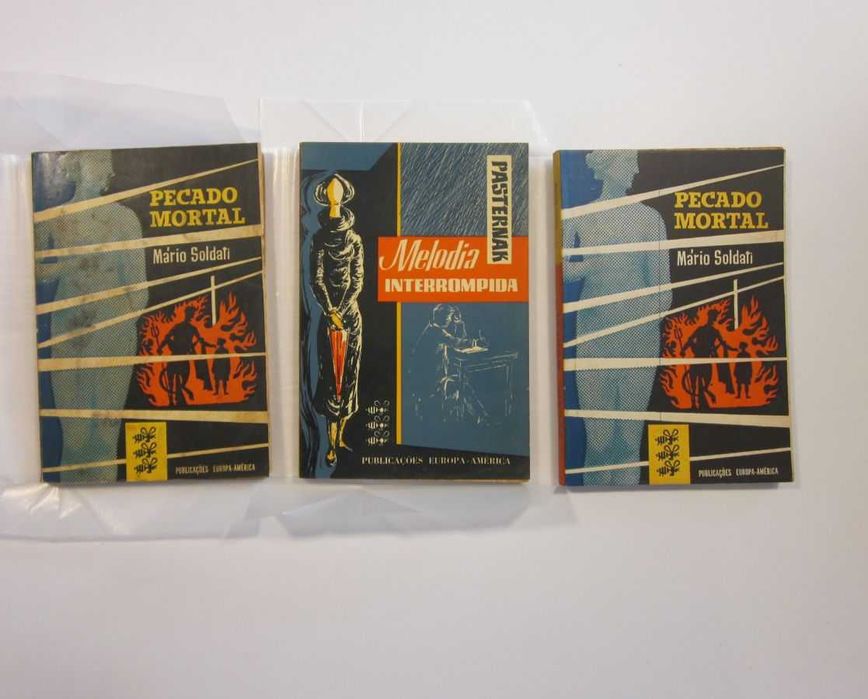 PECADO
MORTAL
Mário Soldati
PUBLICAÇÕES EUROPA-AMÉRICA
PASTERNAK
Melodia
INTERROMPIDA
PUBLICAÇÕES EUROPA-AMÉRICA
PECADO
MORTAL
Mário Soldati
PUBLICAÇÕES EUROPA-AMÉRICA